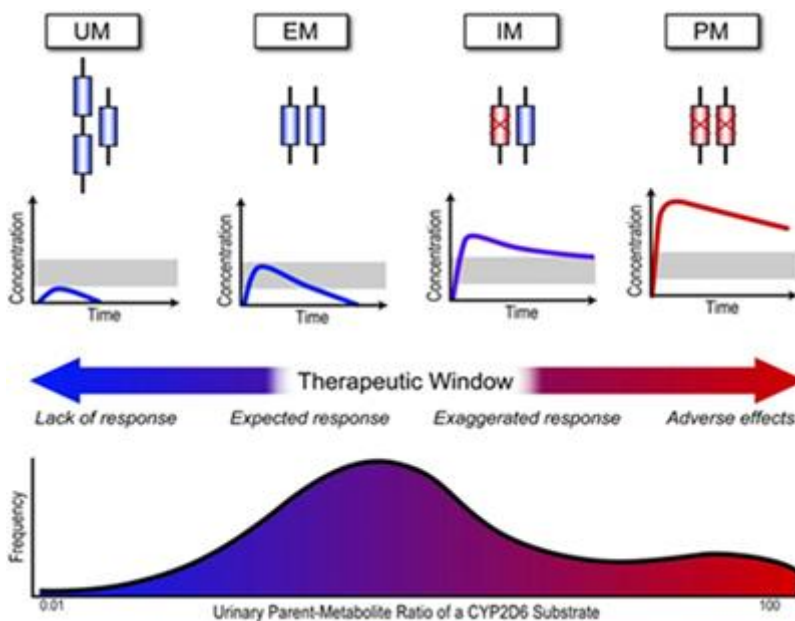 UM EM IM PM
Concentration Concentration Concentration Concentration
Time Time Time Time
Therapeutic Window
Lack of response Expected response Exaggerated response Adverse effects
Frequency
0.01 100
Urinary Parent-Metabolite Ratio of a CYP2D6 Substrate